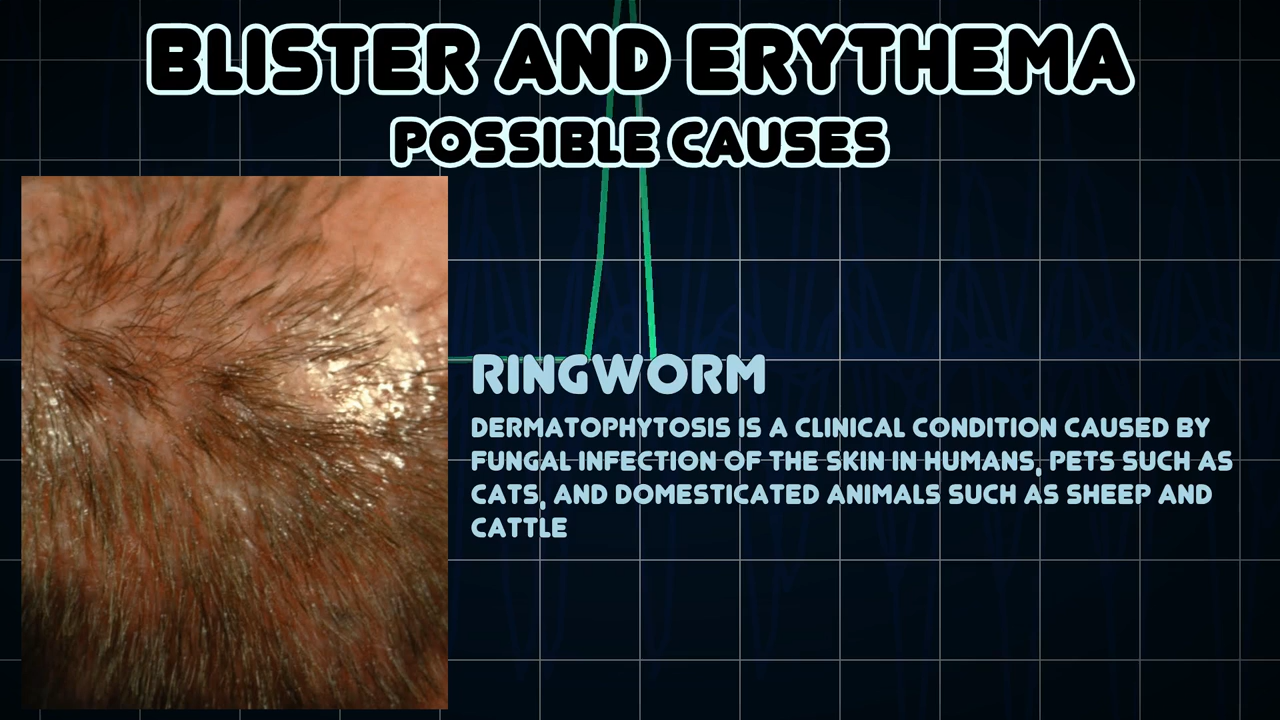 BLISTER AND ERYTHEMA
POSSIBLE CAUSES
RINGWORM
DERMATOPHYTOSIS IS A CLINICAL CONDITION CAUSED BY
FUNGAL INFECTION OF THE SKIN IN HUMANS, PETS SUCH AS
CATS, AND DOMESTICATED ANIMALS SUCH AS SHEEP AND
CATTLE